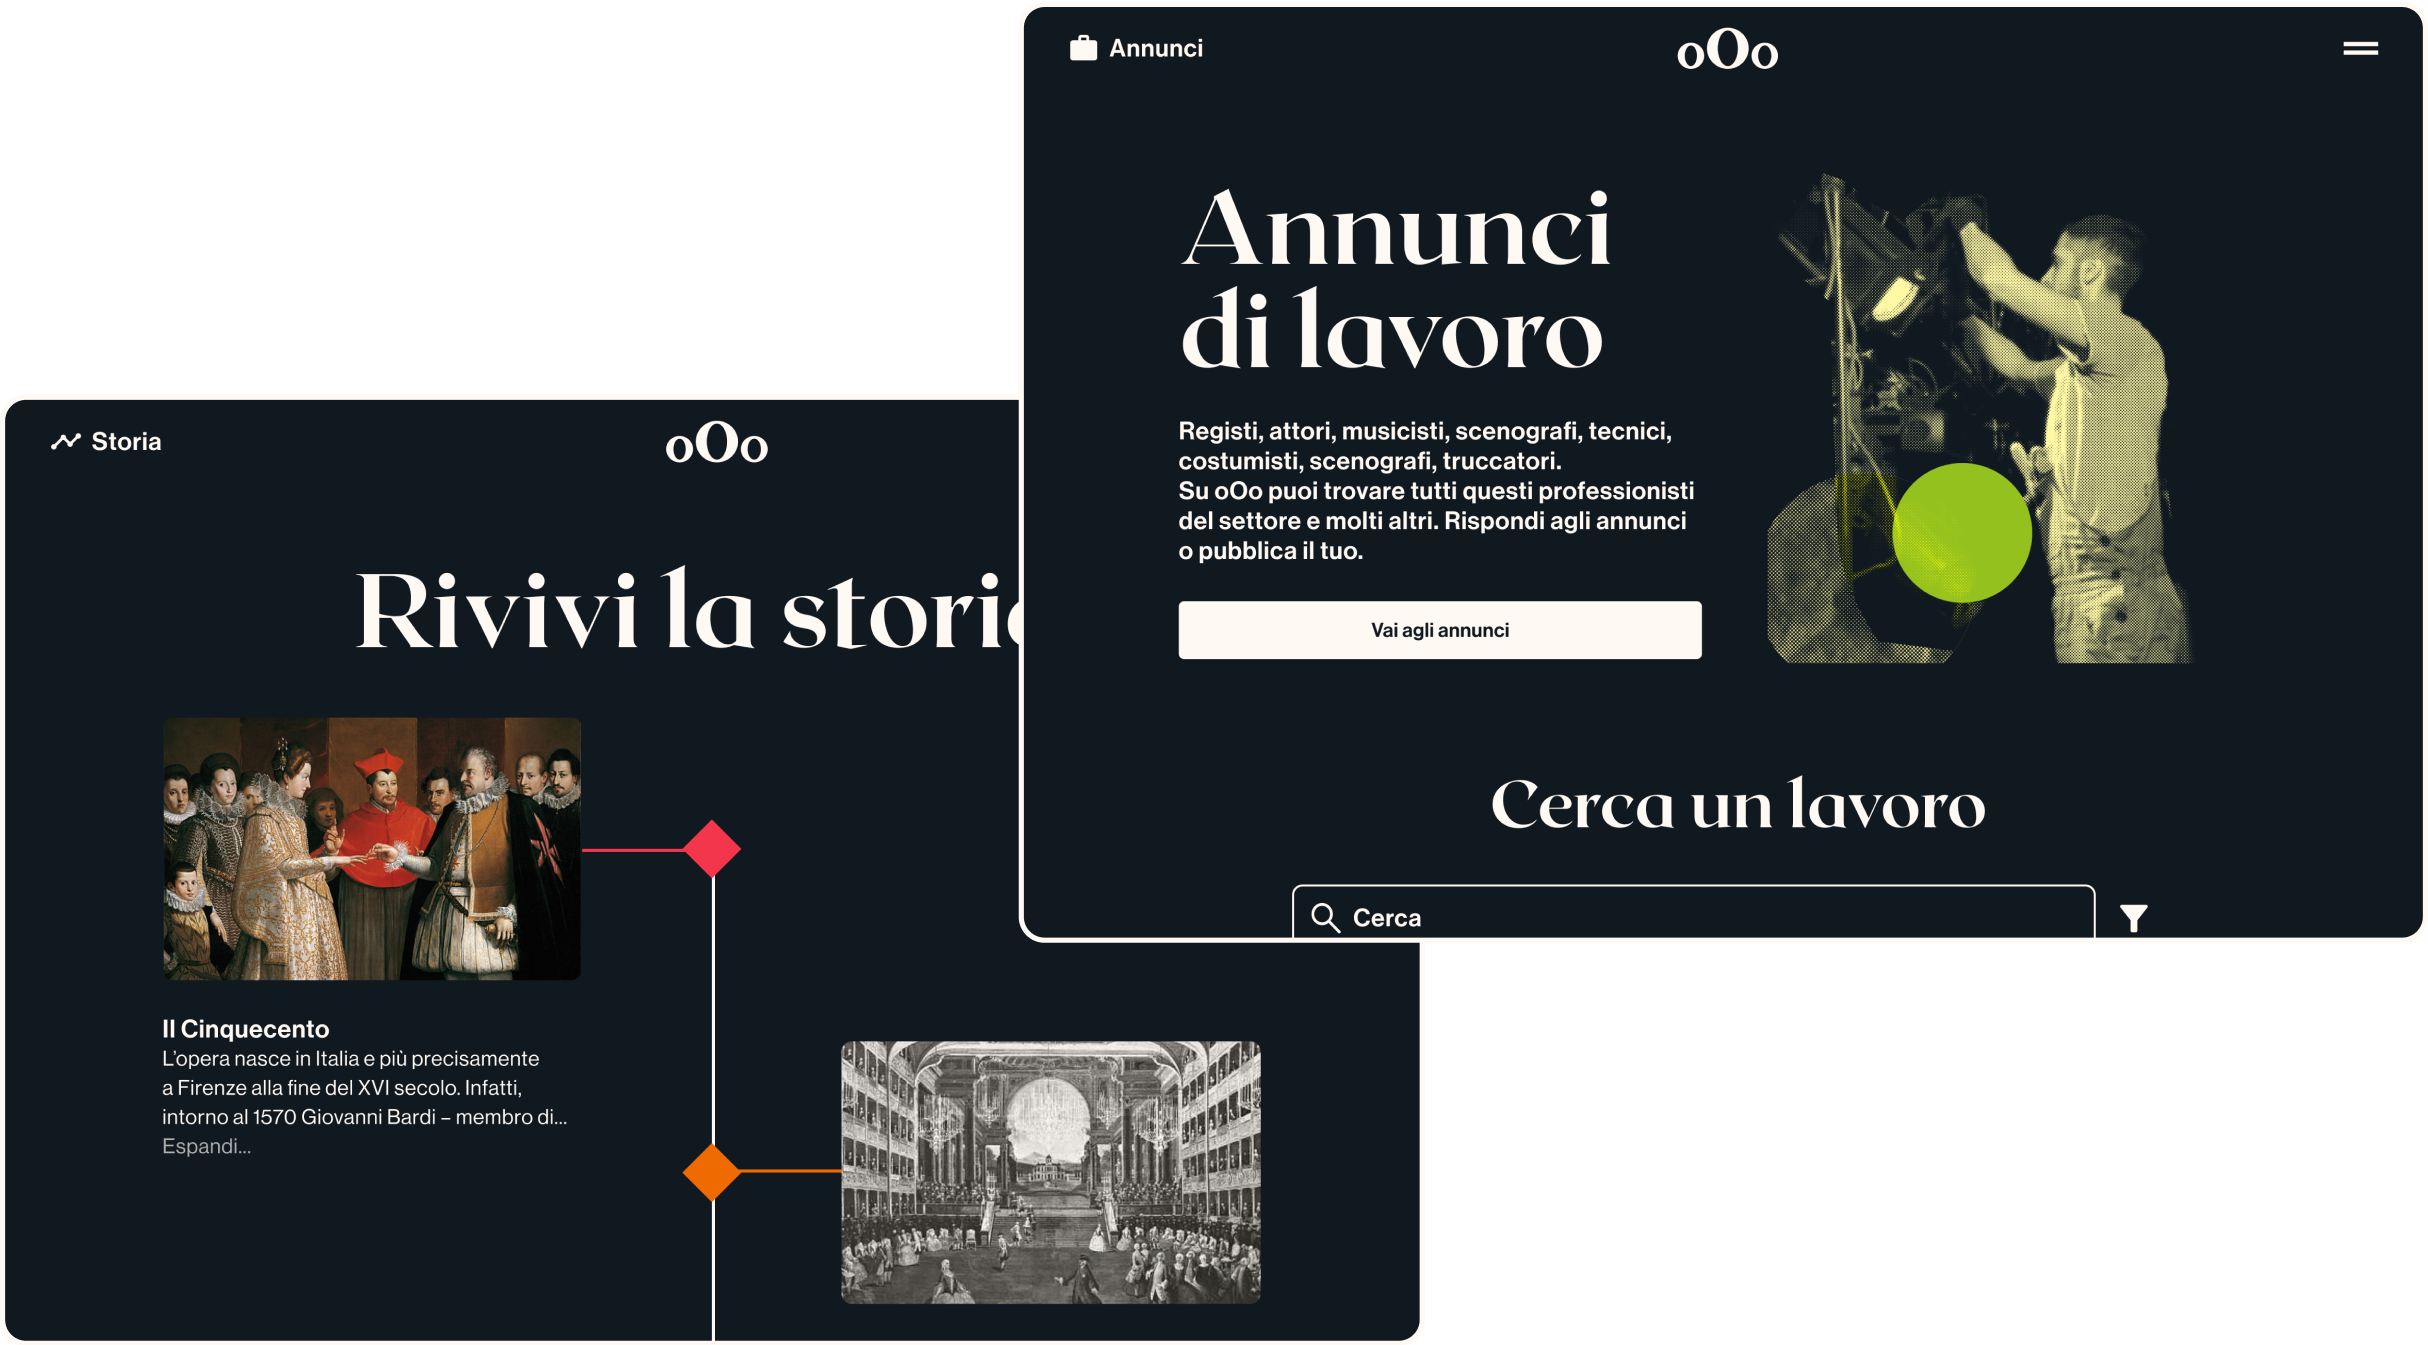 Annunci
oOo
Annunci
di lavoro
Registi, attori, musicisti, scenografi, tecnici,
costumisti, scenografi, truccatori.
Su oOo puoi trovare tutti questi professionisti
del settore e molti altri. Rispondi agli annunci
o pubblica il tuo.
Vai agli annunci
Cerca un lavoro
Cerca
Storia
oOo
Rivivi la stori
Il Cinquecento
L’opera nasce in Italia e più precisamente
a Firenze alla fine del XVI secolo. Infatti,
intorno al 1570 Giovanni Bardi – membro di...
Espandi...